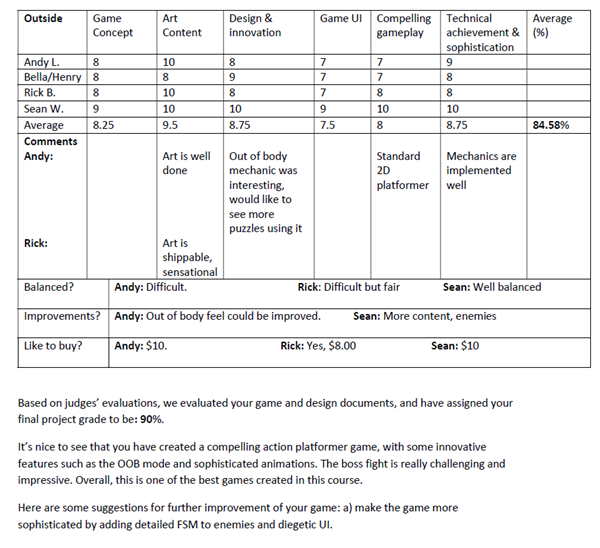 Outside Game Concept Art Content Design & innovation Game UI Compelling gameplay Technical achievement & sophistication Average (%)
Andy L. 8 10 8 7 7 9
Bella/Henry 8 8 9 7 7 8
Rick B. 8 10 8 7 8 8
Sean W. 9 10 10 9 10 10
Average 8.25 9.5 8.75 7.5 8 8.75 84.58%
Comments
Andy: Art is well done Out of body mechanic was interesting, would like to see more puzzles using it Standard 2D platformer Mechanics are implemented well
Rick: Art is shippable, sensational
Balanced? Andy: Difficult. Rick: Difficult but fair Sean: Well balanced
Improvements? Andy: Out of body feel could be improved. Sean: More content, enemies
Like to buy? Andy: $10. Rick: Yes, $8.00 Sean: $10
Based on judges’ evaluations, we evaluated your game and design documents, and have assigned your
final project grade to be: 90%.
It’s nice to see that you have created a compelling action platformer game, with some innovative
features such as the OOB mode and sophisticated animations. The boss fight is really challenging and
impressive. Overall, this is one of the best games created in this course.
Here are some suggestions for further improvement of your game: a) make the game more
sophisticated by adding detailed FSM to enemies and diegetic UI.